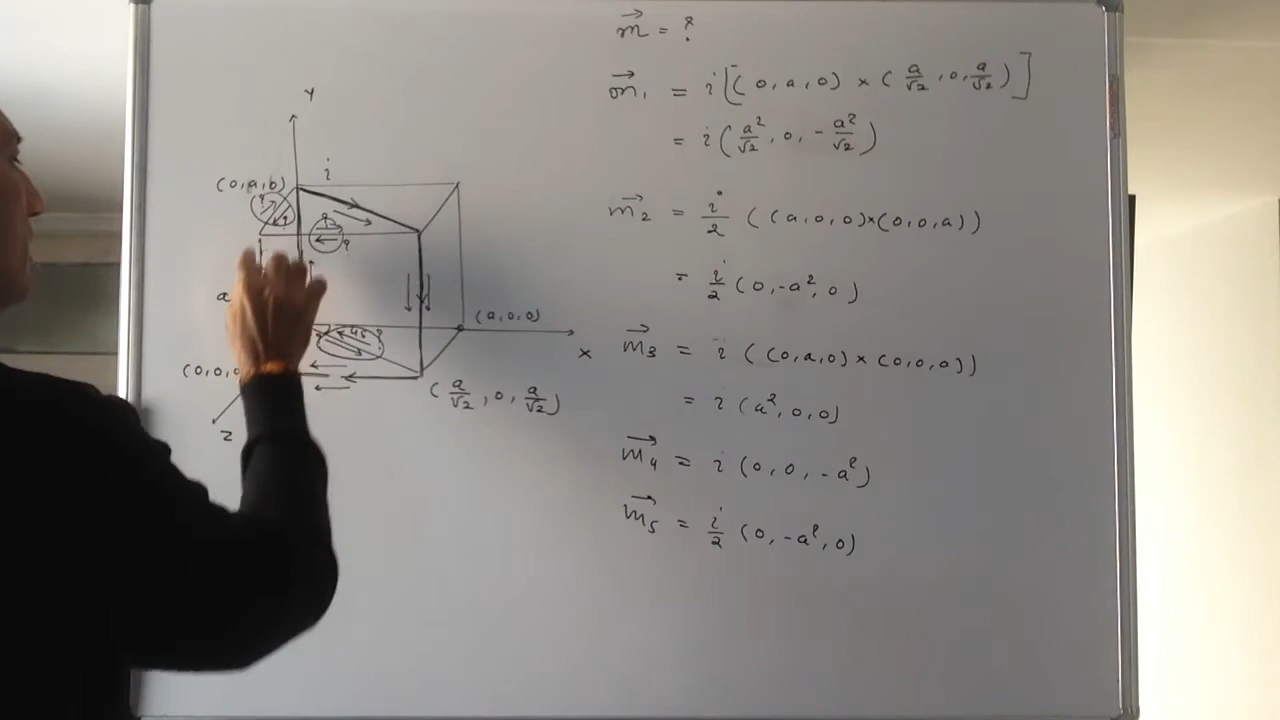 m⃗ = ?
m⃗₁ = i [(0, a, 0) × (a/√2, 0, a/√2)]
= i (a²/√2, 0, -a²/√2)
m⃗₂ = i/2 ((a,0,0)×(0,0,a))
= i/2 (0, -a², 0)
m⃗₃ = i ((0,a,0) × (0,0,a))
= i (a², 0, 0)
m⃗₄ = i (0, 0, -a²)
m⃗₅ = i/2 (0, -a², 0)
Y
i
(0,a,b)
?
?
?
?
a
45
?
(a,0,0)
X
(0,0,
(a/√2, 0, a/√2)
Z